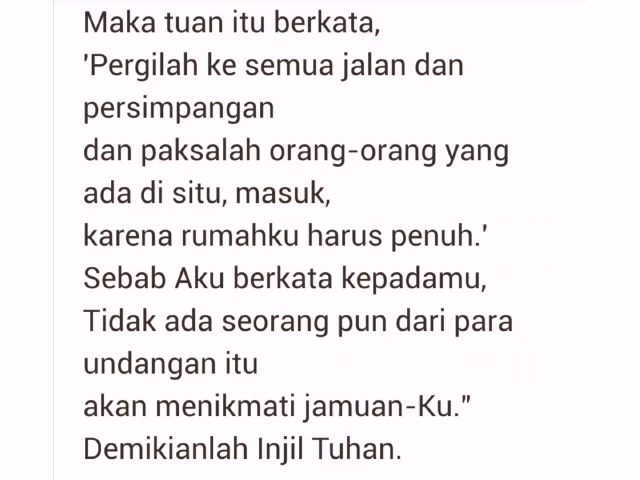 Maka tuan itu berkata,
'Pergilah ke semua jalan dan
persimpangan
dan paksalah orang-orang yang
ada di situ, masuk,
karena rumahku harus penuh.'
Sebab Aku berkata kepadamu,
Tidak ada seorang pun dari para
undangan itu
akan menikmati jamuan-Ku."
Demikianlah Injil Tuhan.